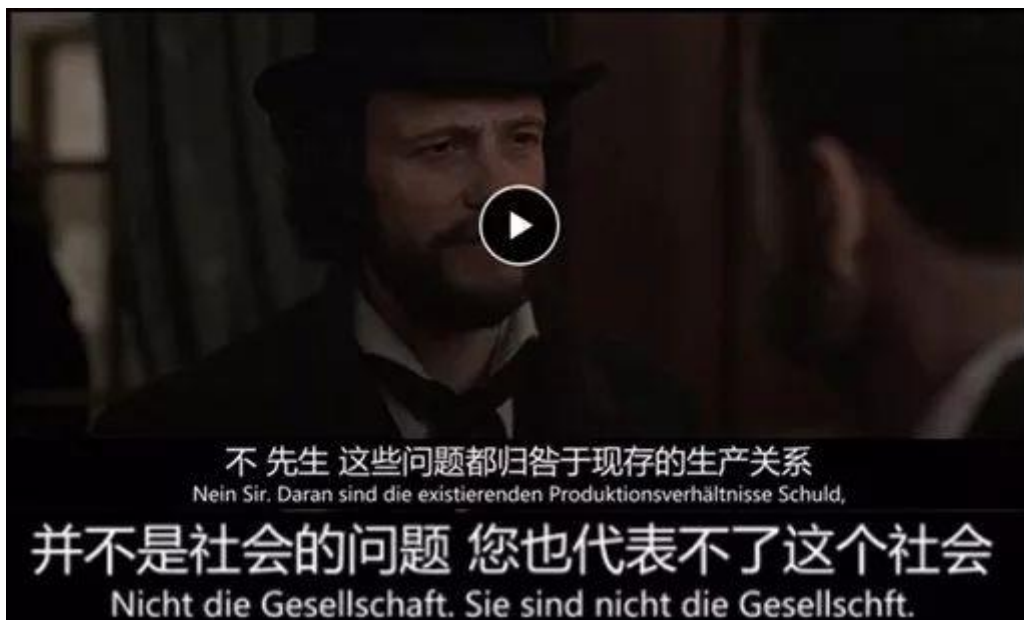 不 先生 这些问题都归咎于现存的生产关系
Nein Sir. Daran sind die existierenden Produktionsverhältnisse Schuld,
并不是社会的问题 您也代表不了这个社会
Nicht die Gesellschaft. Sie sind nicht die Gesellschft.